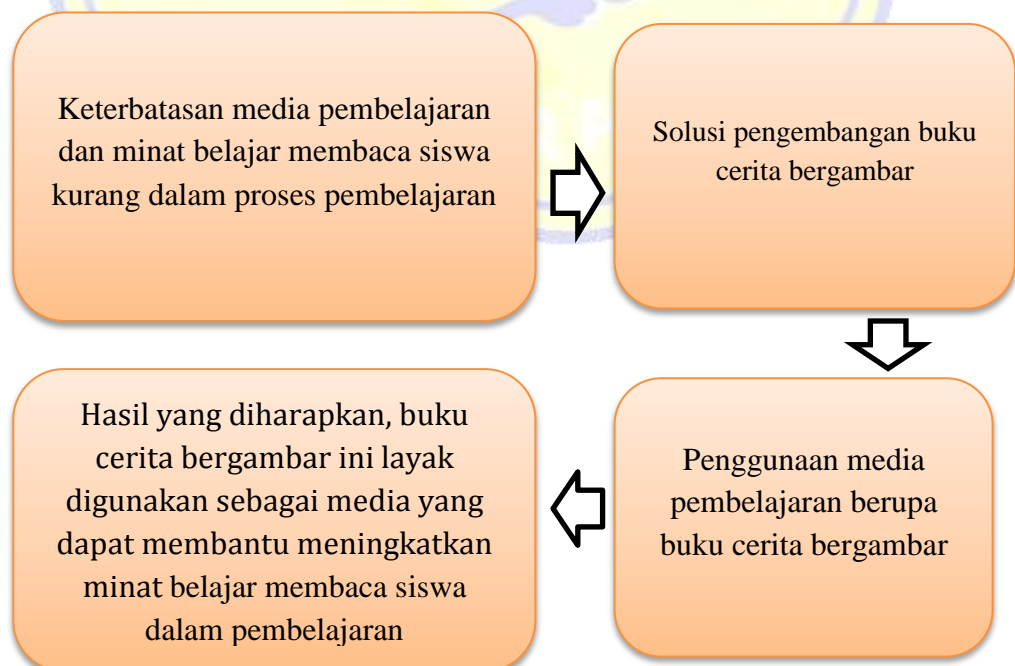 Keterbatasan media pembelajaran
dan minat belajar membaca siswa
kurang dalam proses pembelajaran
Solusi pengembangan buku
cerita bergambar
Penggunaan media
pembelajaran berupa
buku cerita bergambar
Hasil yang diharapkan, buku
cerita bergambar ini layak
digunakan sebagai media yang
dapat membantu meningkatkan
minat belajar membaca siswa
dalam pembelajaran